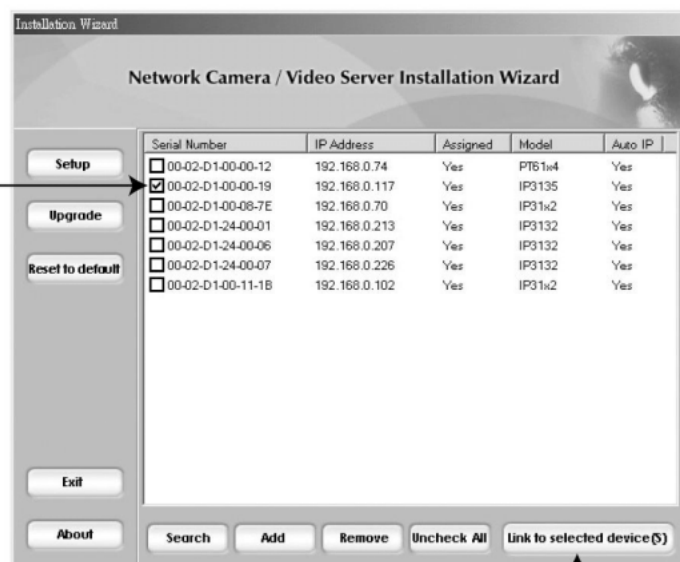 Installation Wizard
Network Camera / Video Server Installation Wizard
Setup
Upgrade
Reset to default
Exit
About
Serial Number IP Address Assigned Model Auto IP
00-02-D1-00-00-12 192.168.0.74 Yes PT61x4 Yes
00-02-D1-00-00-19 192.168.0.117 Yes IP3135 Yes
00-02-D1-00-08-7E 192.168.0.70 Yes IP31x2 Yes
00-02-D1-24-00-01 192.168.0.213 Yes IP3132 Yes
00-02-D1-24-00-06 192.168.0.207 Yes IP3132 Yes
00-02-D1-24-00-07 192.168.0.226 Yes IP3132 Yes
00-02-D1-00-11-1B 192.168.0.102 Yes IP31x2 Yes
Search Add Remove Uncheck All Link to selected device(S)